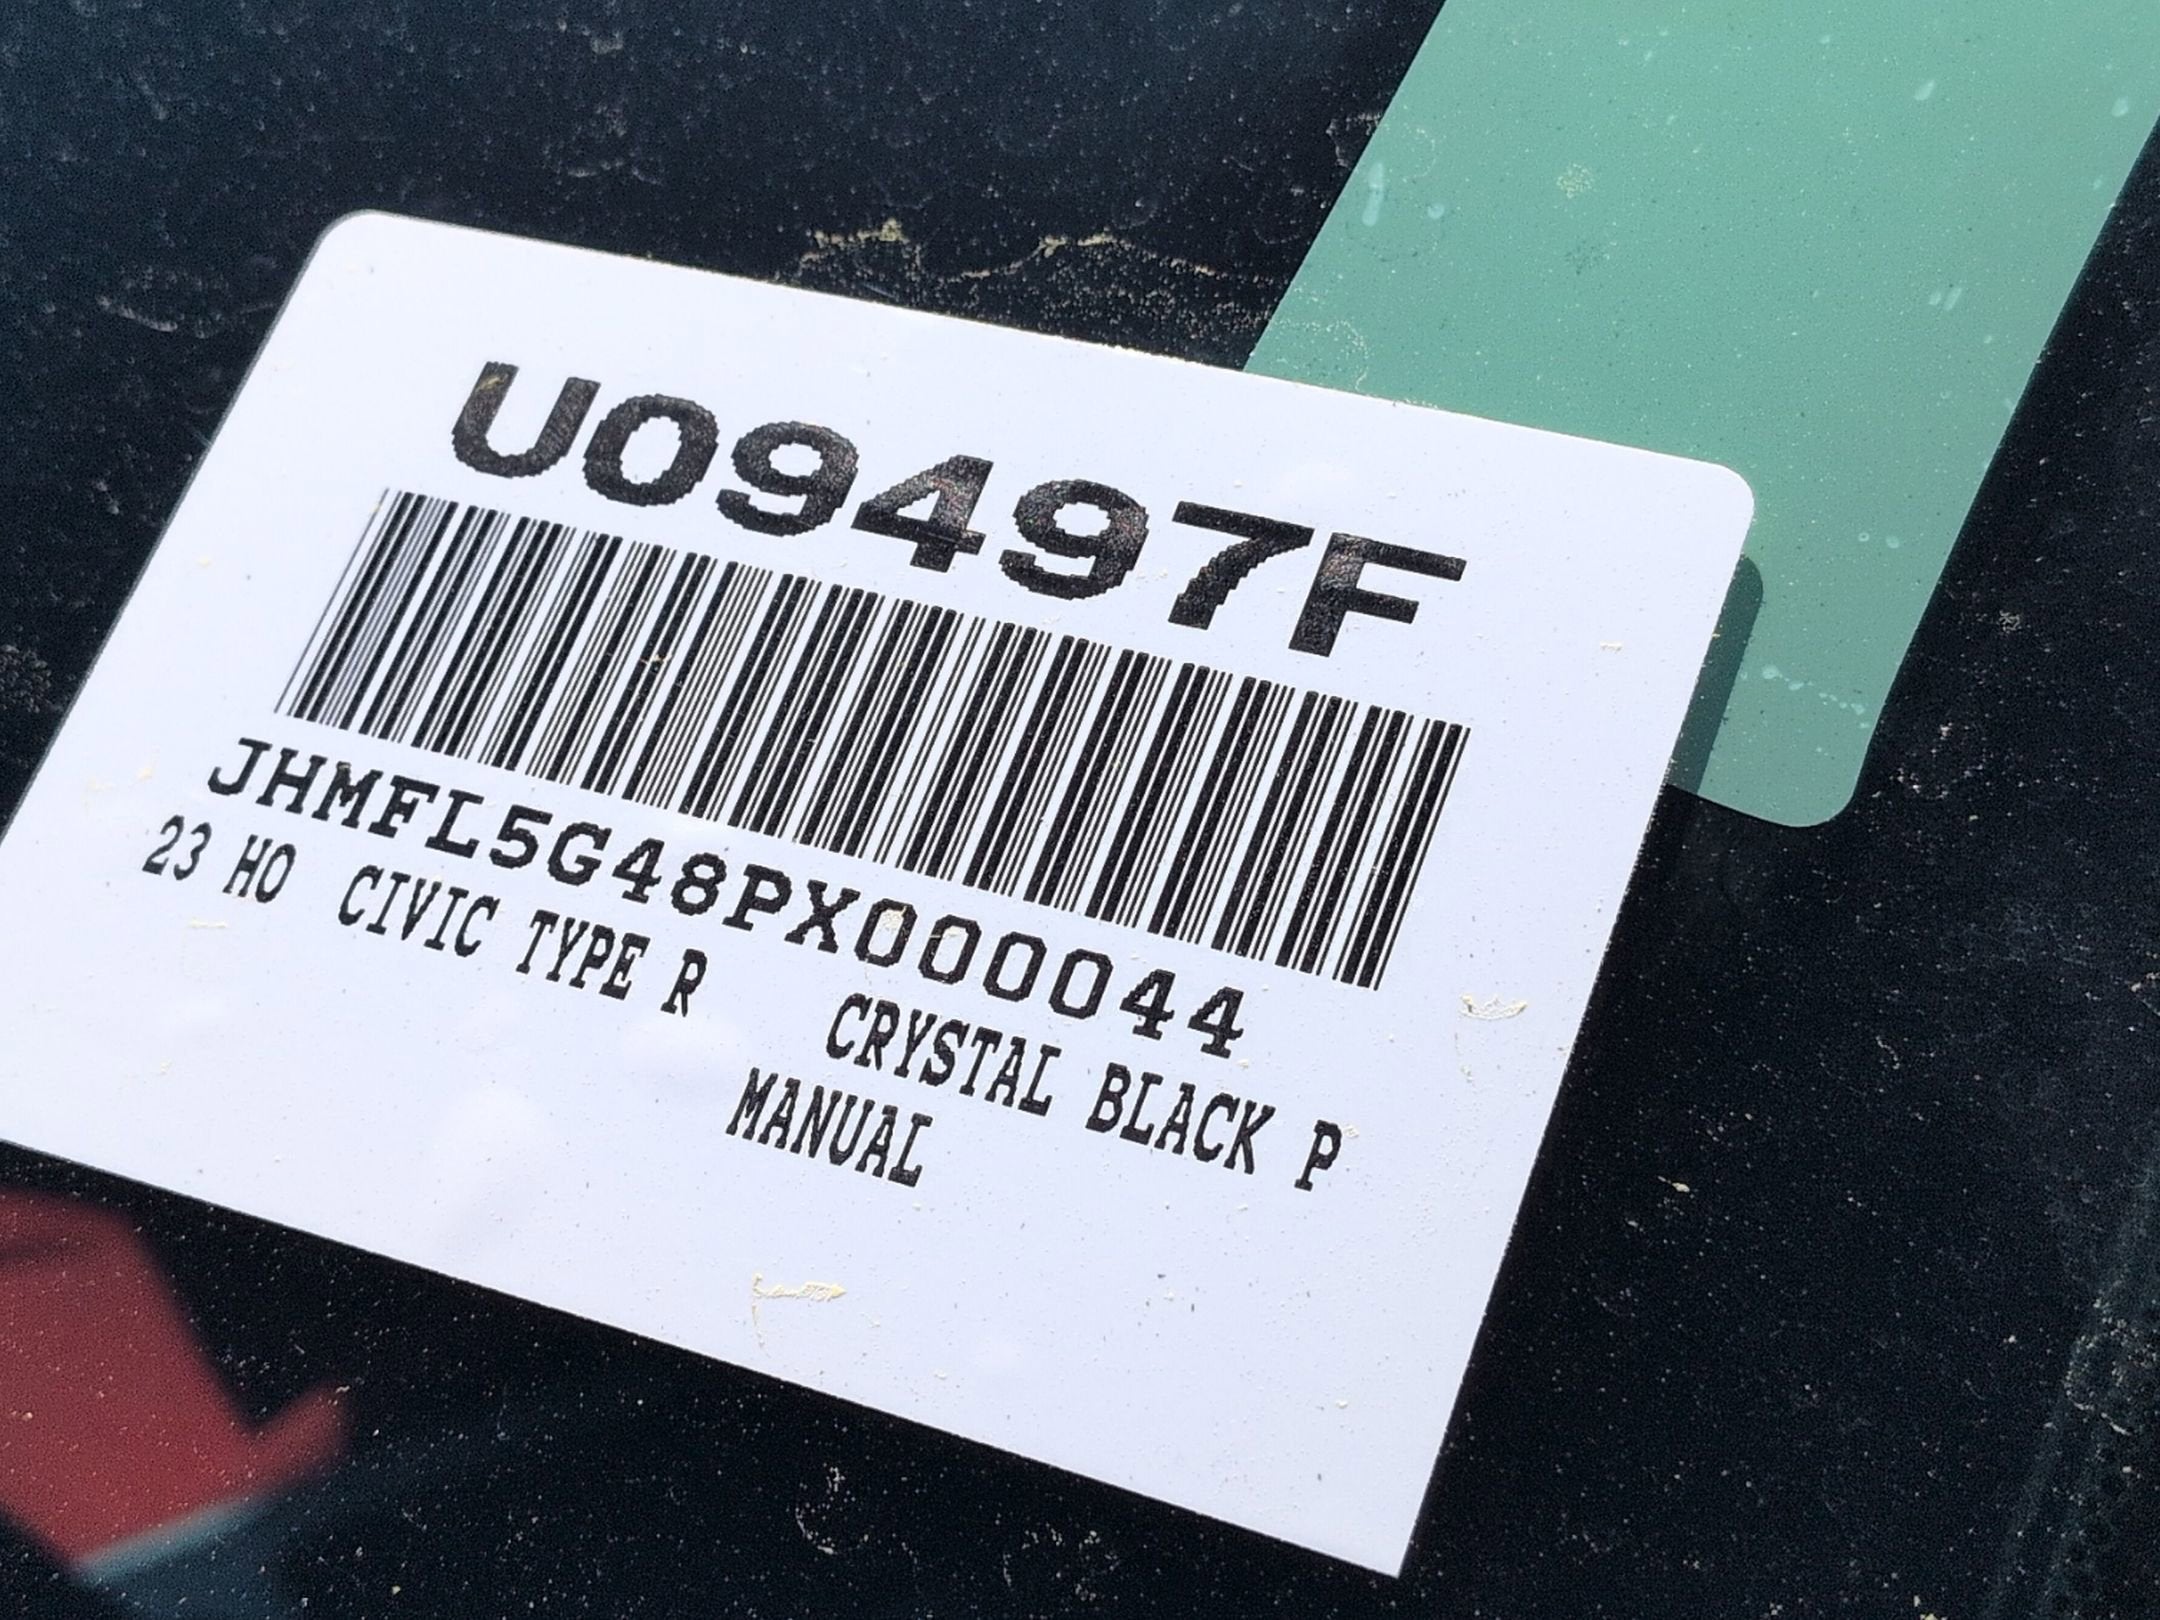 U09497F
JHMFL5G48PX000044
23 HO CIVIC TYPE R CRYSTAL BLACK P
MANUAL